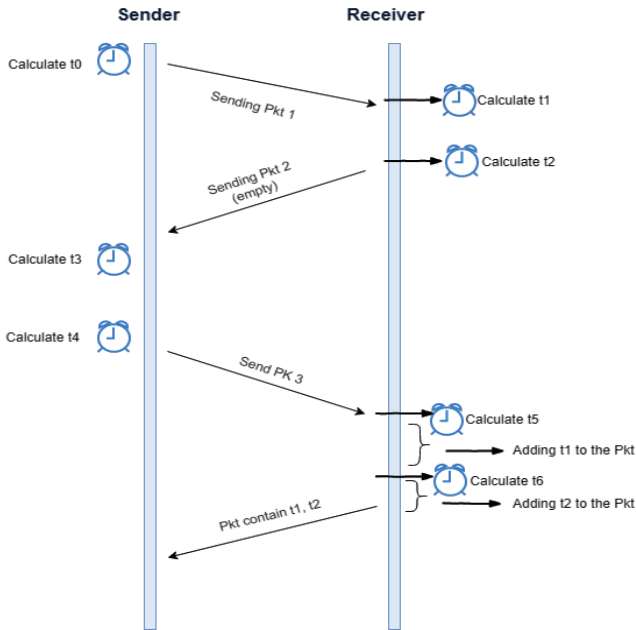 Sender
Receiver
Calculate t0
Sending Pkt 1
Calculate t1
Calculate t2
Sending Pkt 2
(empty)
Calculate t3
Calculate t4
Send PK 3
Calculate t5
Adding t1 to the Pkt
Calculate t6
Adding t2 to the Pkt
Pkt contain t1, t2